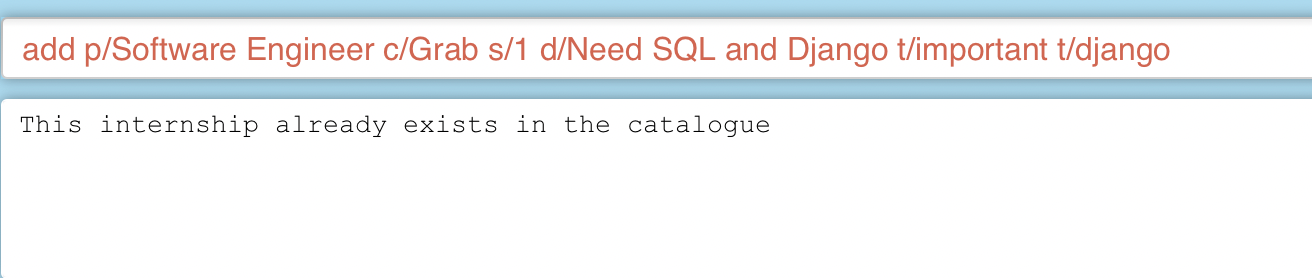 add p/Software Engineer c/Grab s/1 d/Need SQL and Django t/important t/django
This internship already exists in the catalogue